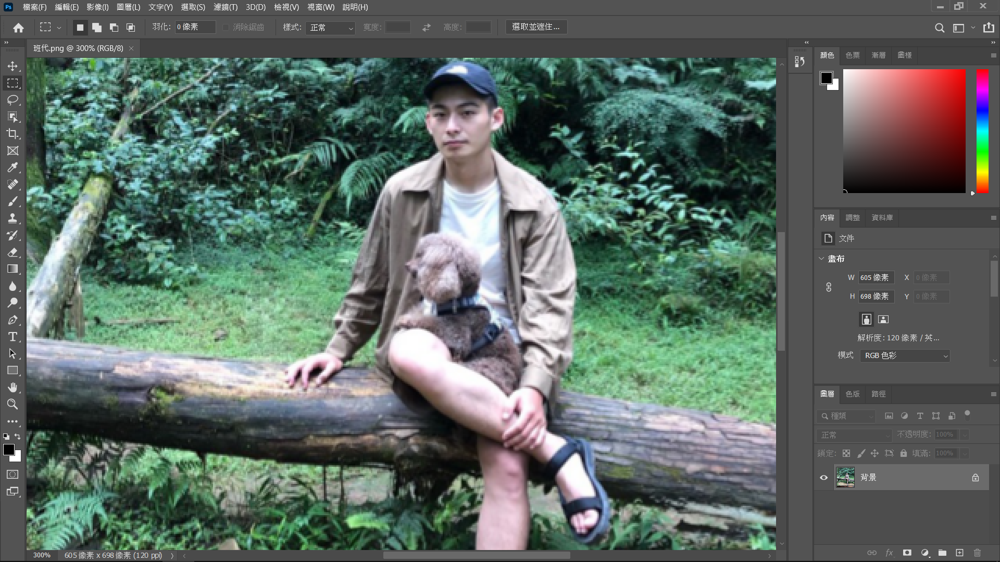 Ps 檔案(F) 編輯(E) 影像(I) 圖層(L) 文字(Y) 選取(S) 濾鏡(T) 3D(D) 檢視(V) 視窗(W) 說明(H)
羽化: 0 像素 消除鋸齒 樣式: 正常 寬度: 高度: 選取並遮住...
班代.png @ 300% (RGB/8)
顏色 色票 漸層 圖樣
內容 調整 資料庫
文件
畫布
W 605 像素 X 0 像素
H 698 像素 Y 0 像素
解析度: 120 像素 / 英...
模式 RGB 色彩
圖層 色版 路徑
種類
正常 不透明度: 100%
鎖定: 填滿: 100%
背景
300% 605 像素 x 698 像素 (120 ppi)